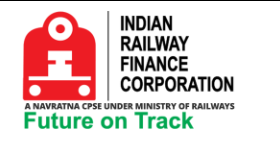 INDIAN
RAILWAY
FINANCE
CORPORATION
A NAVRATNA CPSE UNDER MINISTRY OF RAILWAYS
Future on Track